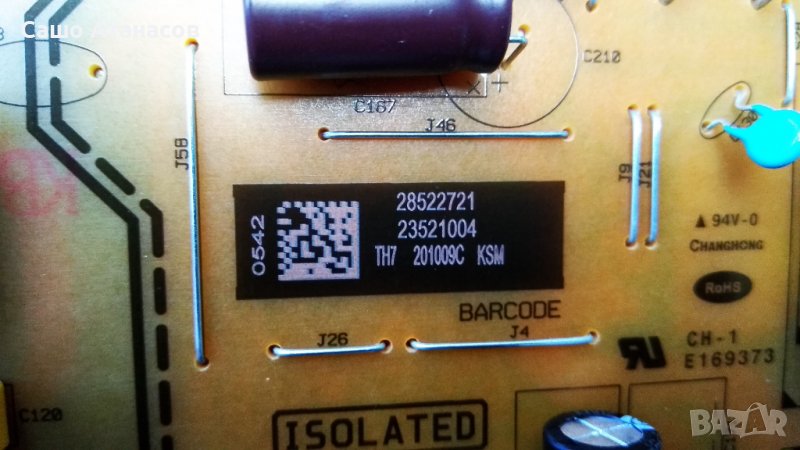 Сашо Атанасов
C210
C167
J46
J58
J9
J21
28522721
23521004
TH7 201009C KSM
0542
94V-0
CHANGHONG
RoHS
BARCODE
J26
J4
CH-1
E169373
C120
ISOLATED
BAZAR